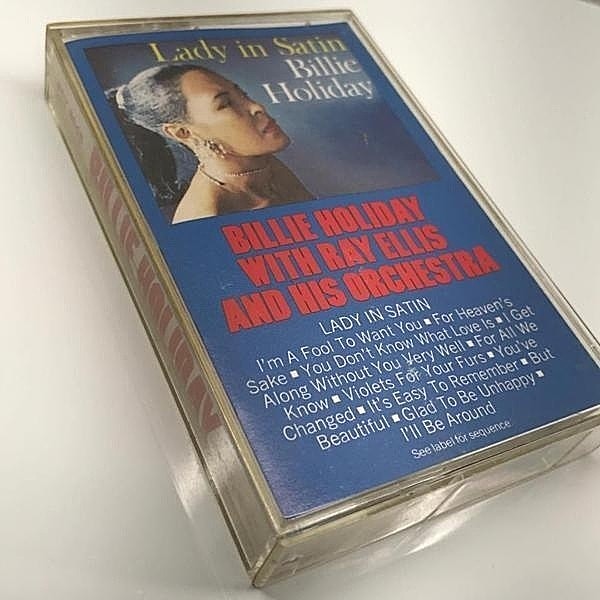 Lady in Satin
Billie
Holiday
BILLIE HOLIDAY
WITH RAY ELLIS
AND HIS ORCHESTRA
LADY IN SATIN
I'm A Fool To Want You ▪ For Heaven's
Sake ▪ You Don't Know What Love Is ▪ I Get
Along Without You Very Well ▪ For All We
Know ▪ Violets For Your Furs ▪ You've
Changed ▪ It's Easy To Remember ▪ But
Beautiful ▪ Glad To Be Unhappy ▪
I'll Be Around
See label for sequence
BILLIE HOLIDAY